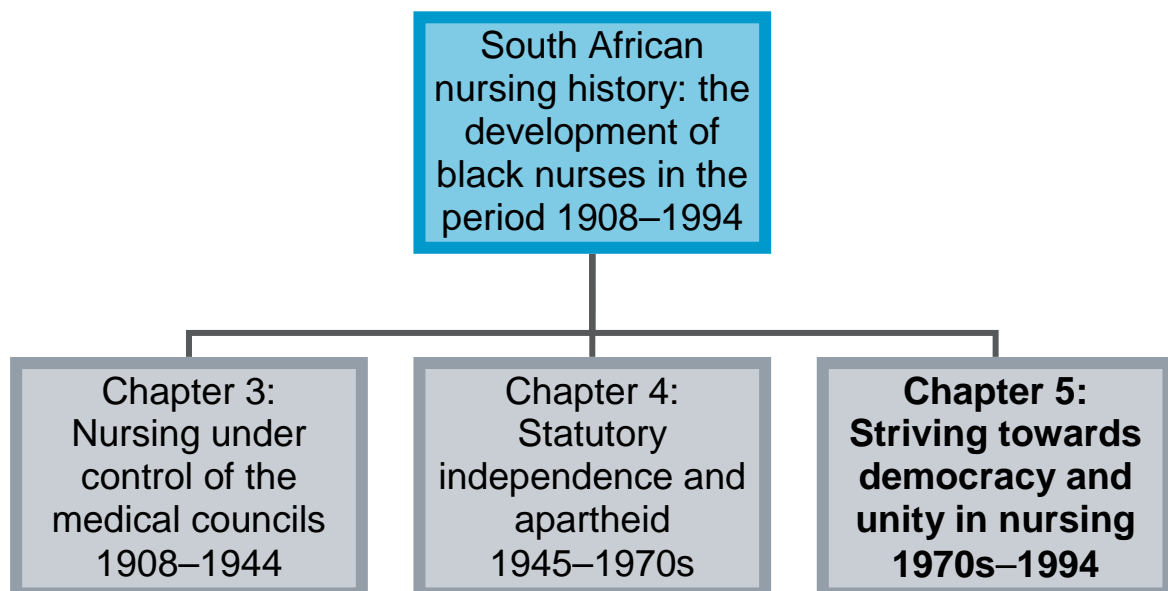 South African
nursing history: the
development of
black nurses in the
period 1908–1994
Chapter 3:
Nursing under
control of the
medical councils
1908–1944
Chapter 4:
Statutory
independence and
apartheid
1945–1970s
Chapter 5:
Striving towards
democracy and
unity in nursing
1970s–1994